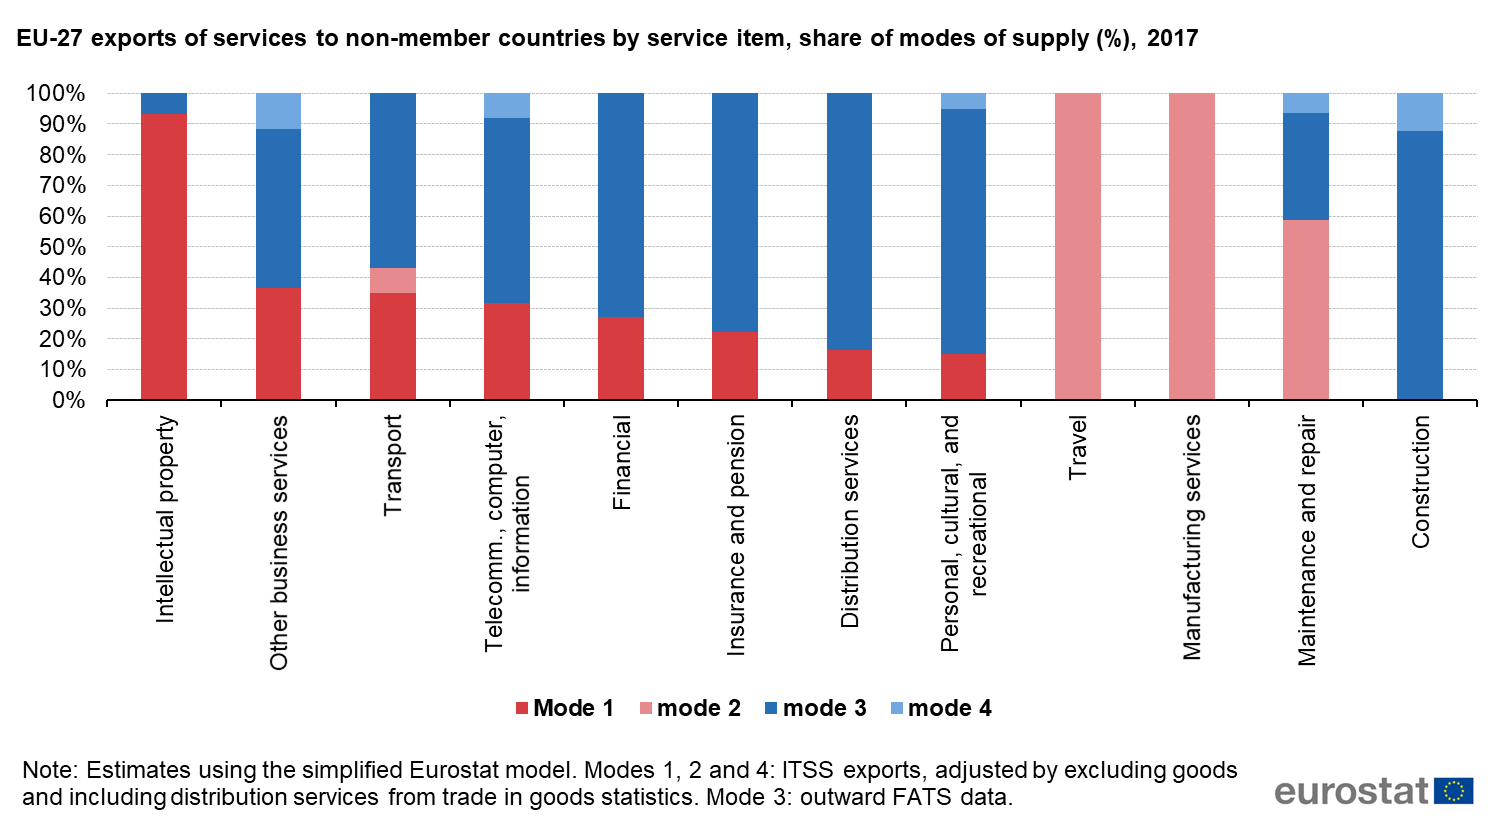 EU-27 exports of services to non-member countries by service item, share of modes of supply (%), 2017
100%
90%
80%
70%
60%
50%
40%
30%
20%
10%
0%
Intellectual property
Other business services
Transport
Telecomm., computer,
information
Financial
Insurance and pension
Distribution services
Personal, cultural, and
recreational
Travel
Manufacturing services
Maintenance and repair
Construction
Mode 1
mode 2
mode 3
mode 4
Note: Estimates using the simplified Eurostat model. Modes 1, 2 and 4: ITSS exports, adjusted by excluding goods
and including distribution services from trade in goods statistics. Mode 3: outward FATS data.
eurostat